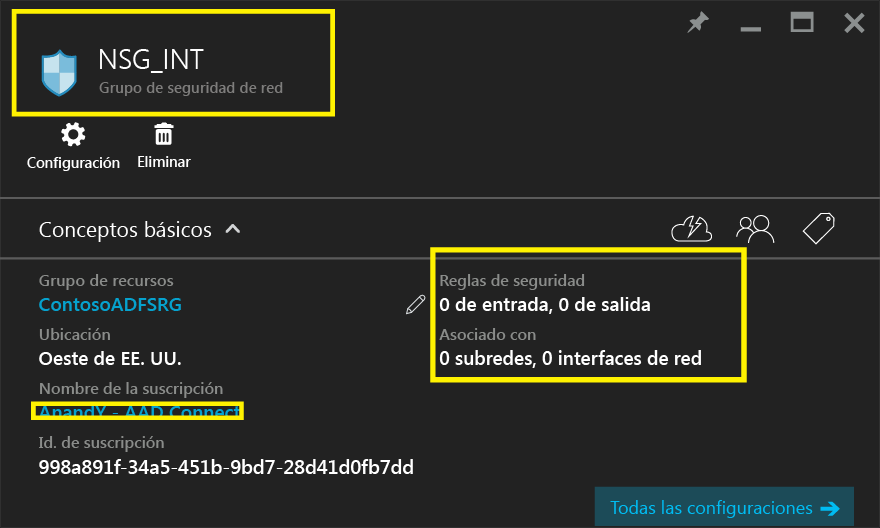 NSG_INT
Grupo de seguridad de red
Configuración
Eliminar
Conceptos básicos
Grupo de recursos
ContosoADFSRG
Ubicación
Oeste de EE. UU.
Nombre de la suscripción
AnandY - AAD Connect
Id. de suscripción
998a891f-34a5-451b-9bd7-28d41d0fb7dd
Reglas de seguridad
0 de entrada, 0 de salida
Asociado con
0 subredes, 0 interfaces de red
Todas las configuraciones